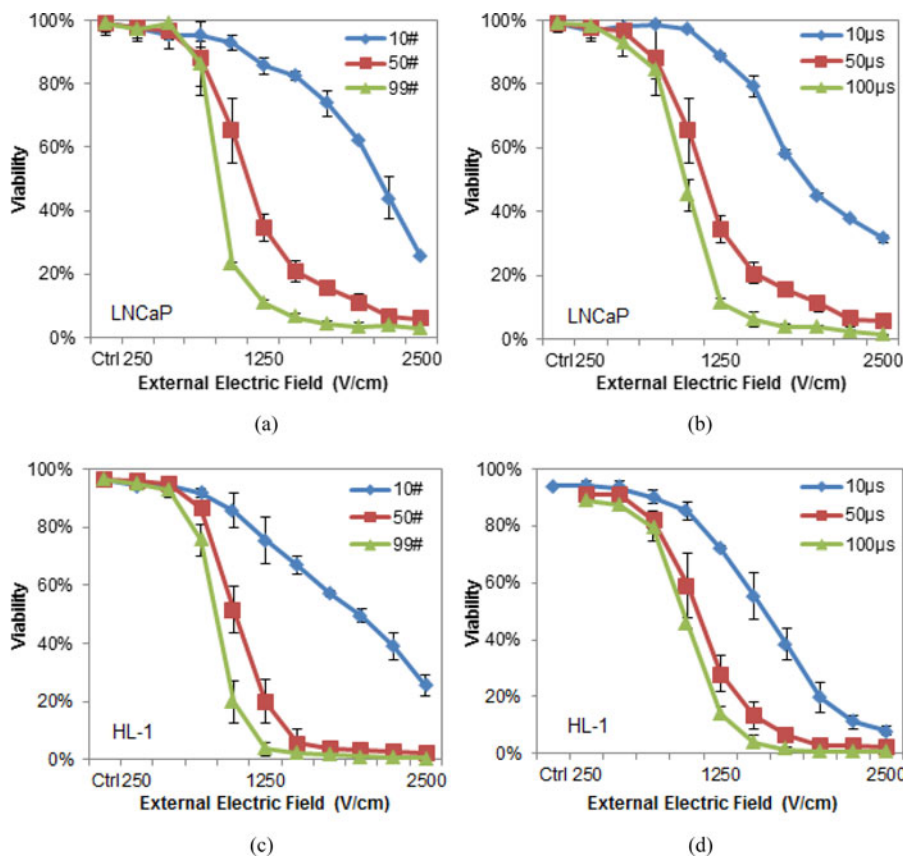 100%
80%
60%
40%
20%
0%
Viability
10#
50#
99#
LNCaP
Ctrl 250 1250 2500
External Electric Field (V/cm)
(a)
100%
80%
60%
40%
20%
0%
Viability
10µs
50µs
100µs
LNCaP
Ctrl 250 1250 2500
External Electric Field (V/cm)
(b)
100%
80%
60%
40%
20%
0%
Viability
10#
50#
99#
HL-1
Ctrl 250 1250 2500
External Electric Field (V/cm)
(c)
100%
80%
60%
40%
20%
0%
Viability
10µs
50µs
100µs
HL-1
Ctrl 250 1250 2500
External Electric Field (V/cm)
(d)